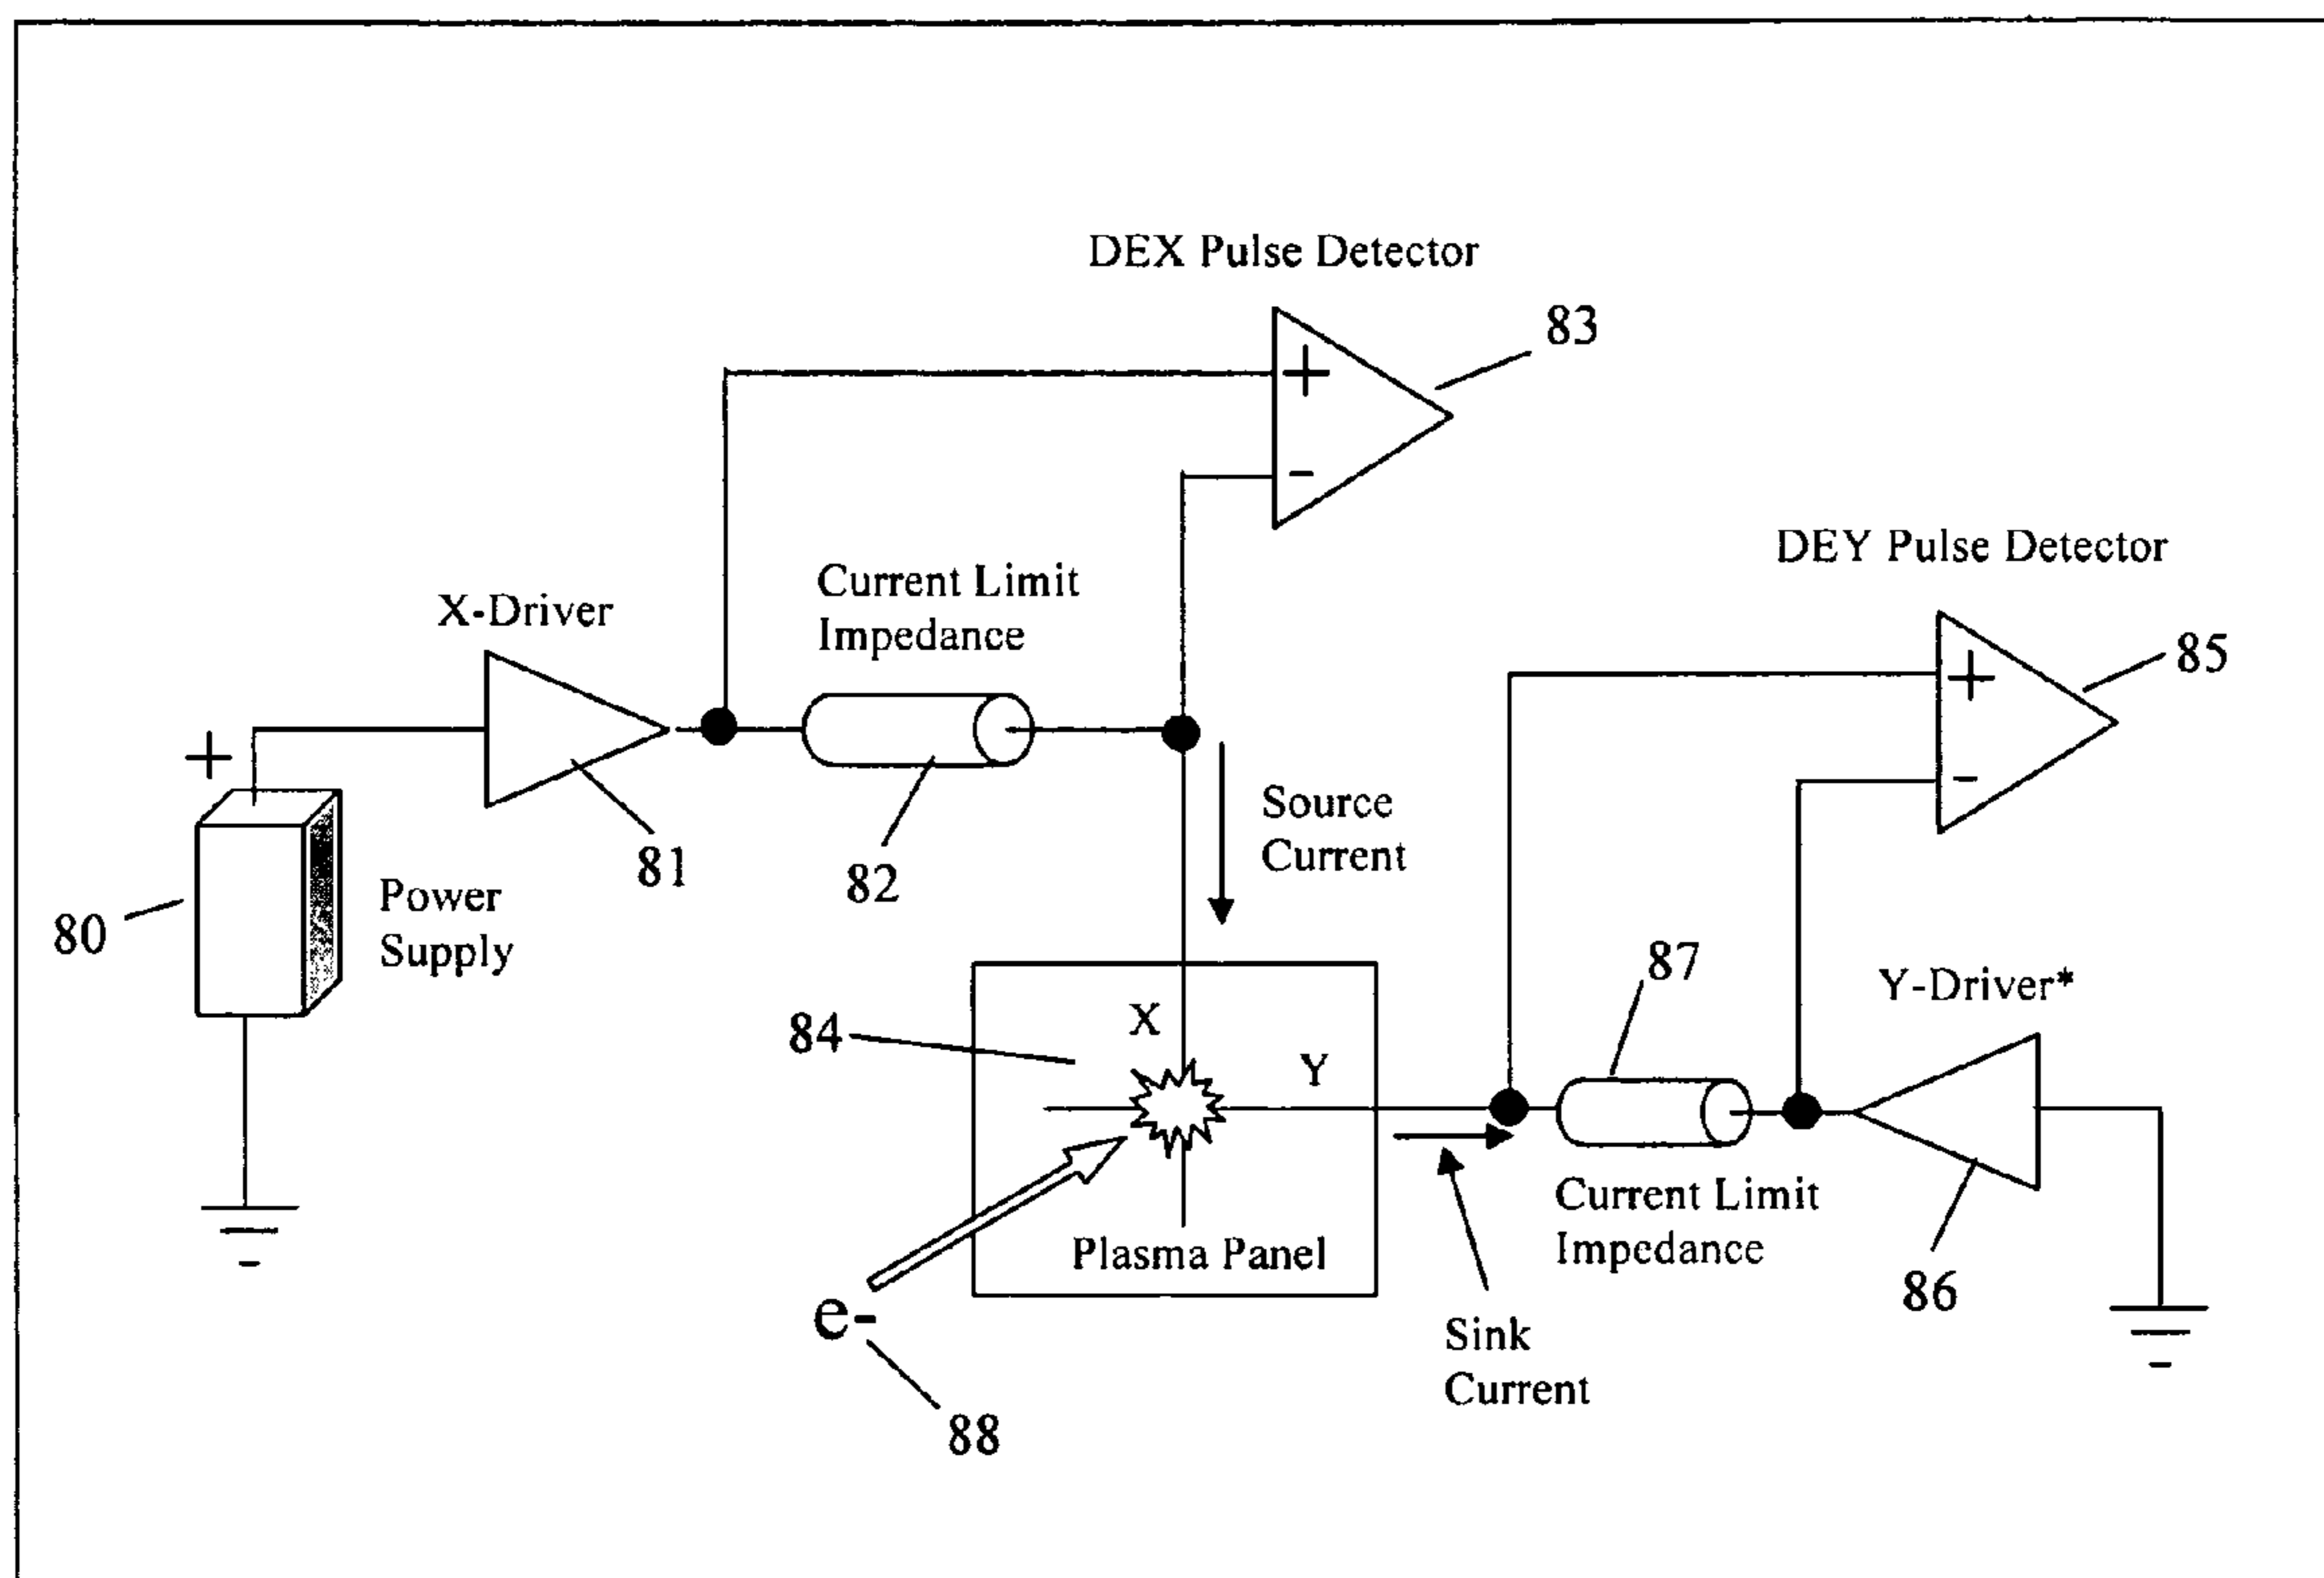 DEX Pulse Detector
83
+
-
DEY Pulse Detector
85
+
-
X-Driver
Current Limit
Impedance
81
82
+
80
Power
Supply
Source
Current
87
Y-Driver*
84
X
Y
Plasma Panel
e-
88
Current Limit
Impedance
86
Sink
Current